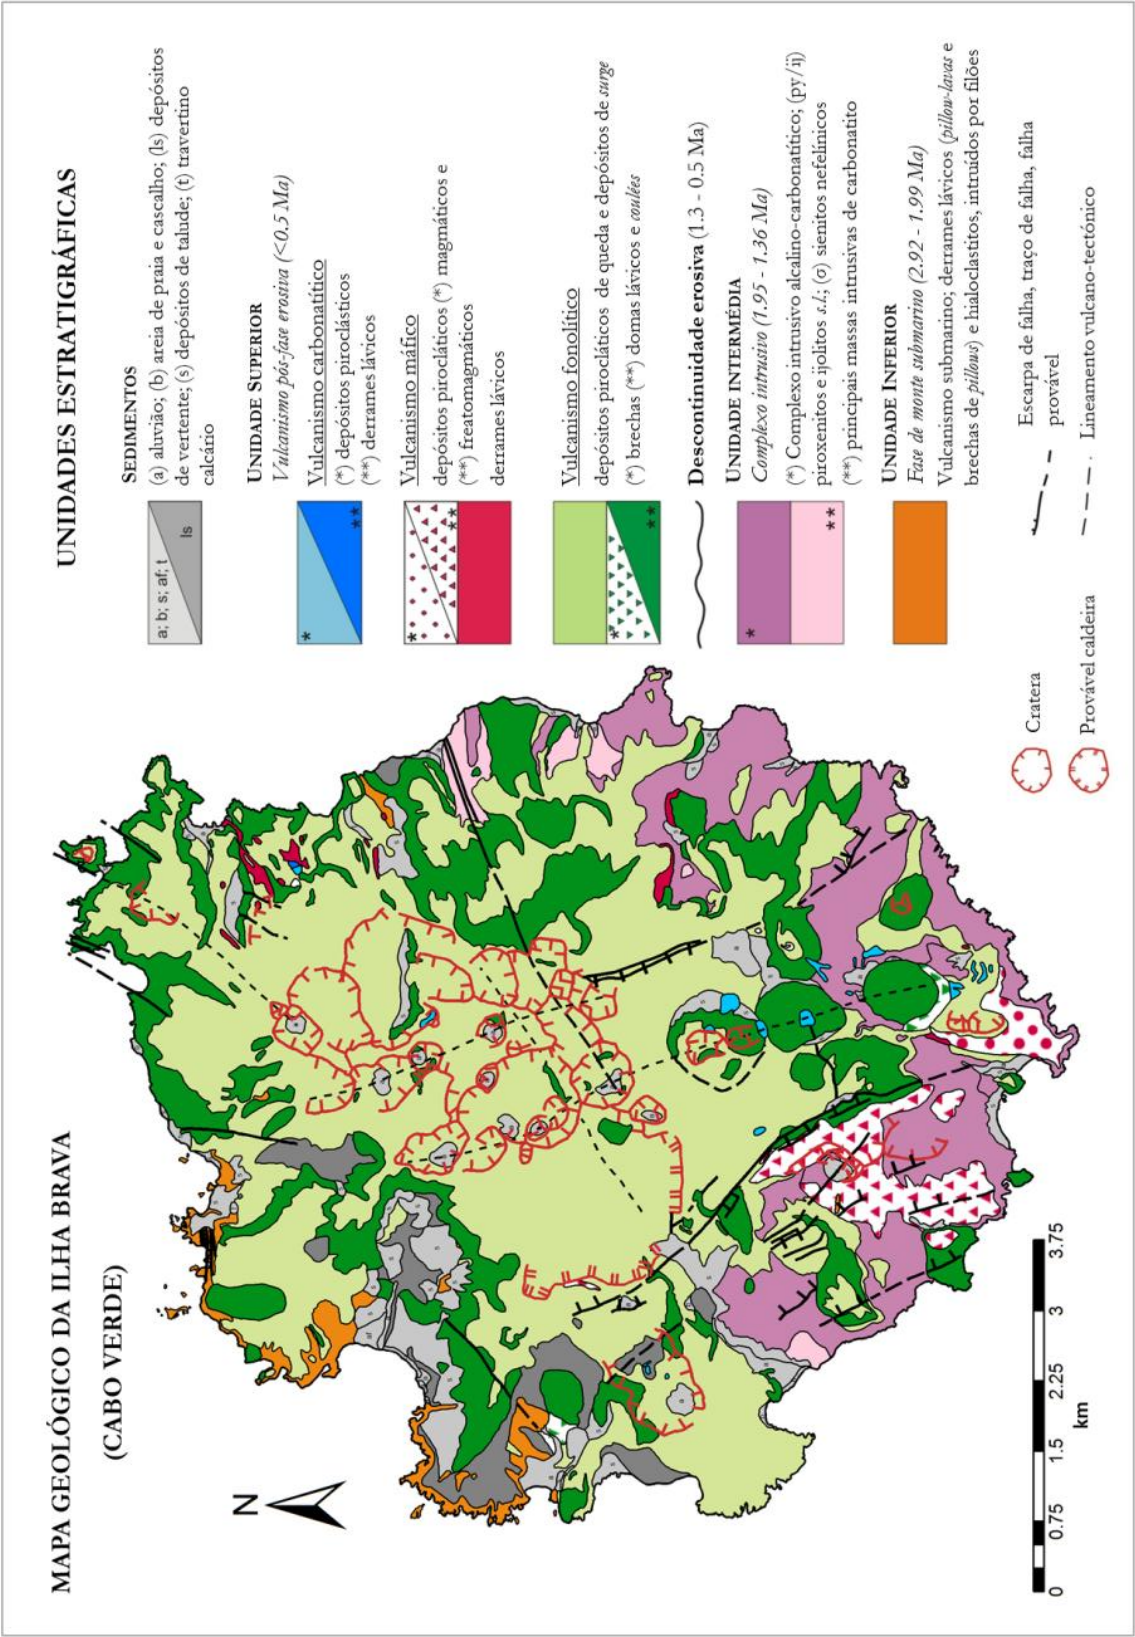 MAPA GEOLÓGICO DA ILHA BRAVA
(CABO VERDE)
N
0 0.75 1.5 2.25 3 3.75
km
UNIDADES ESTRATIGRÁFICAS
a; b; s; af; t
ls
SEDIMENTOS
(a) aluvião; (b) areia de praia e cascalho; (ls) depósitos
de vertente; (s) depósitos de talude; (t) travertino
calcário
UNIDADE SUPERIOR
Vulcanismo pós-fase erosiva (<0.5 Ma)
Vulcanismo carbonatítico
(*) depósitos piroclásticos
(**) derrames lávicos
*
**
Vulcanismo máfico
depósitos pirocláticos (*) magmáticos e
(**) freatomagmáticos
derrames lávicos
*
**
Vulcanismo fonolítico
depósitos pirocláticos de queda e depósitos de surge
(*) brechas (**) domas lávicos e coulées
*
**
Descontinuidade erosiva (1.3 - 0.5 Ma)
UNIDADE INTERMÉDIA
Complexo intrusivo (1.95 - 1.36 Ma)
(*) Complexo intrusivo alcalino-carbonatítico; (py/ij)
piroxenitos e ijolitos s.l.; (σ) sienitos nefelínicos
(**) principais massas intrusivas de carbonatito
*
**
UNIDADE INFERIOR
Fase de monte submarino (2.92 - 1.99 Ma)
Vulcanismo submarino; derrames lávicos (pillow-lavas e
brechas de pillows) e hialoclastitos, intruídos por filões
Cratera
Provável caldeira
Escarpa de falha, traço de falha, falha
provável
Lineamento vulcano-tectónico